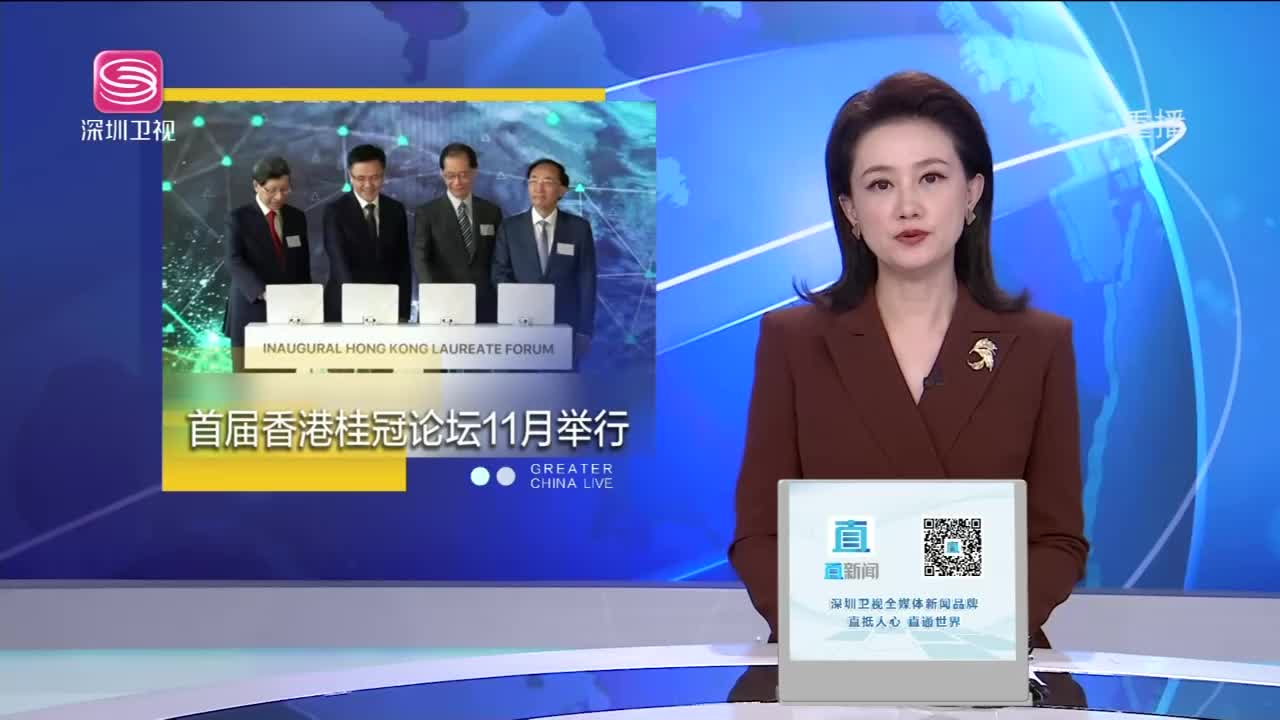 深圳卫视
重播
INAUGURAL HONG KONG LAUREATE FORUM
首届香港桂冠论坛11月举行
GREATER
CHINA LIVE
直
直新闻
深圳卫视全媒体新闻品牌
直抵人心 直通世界